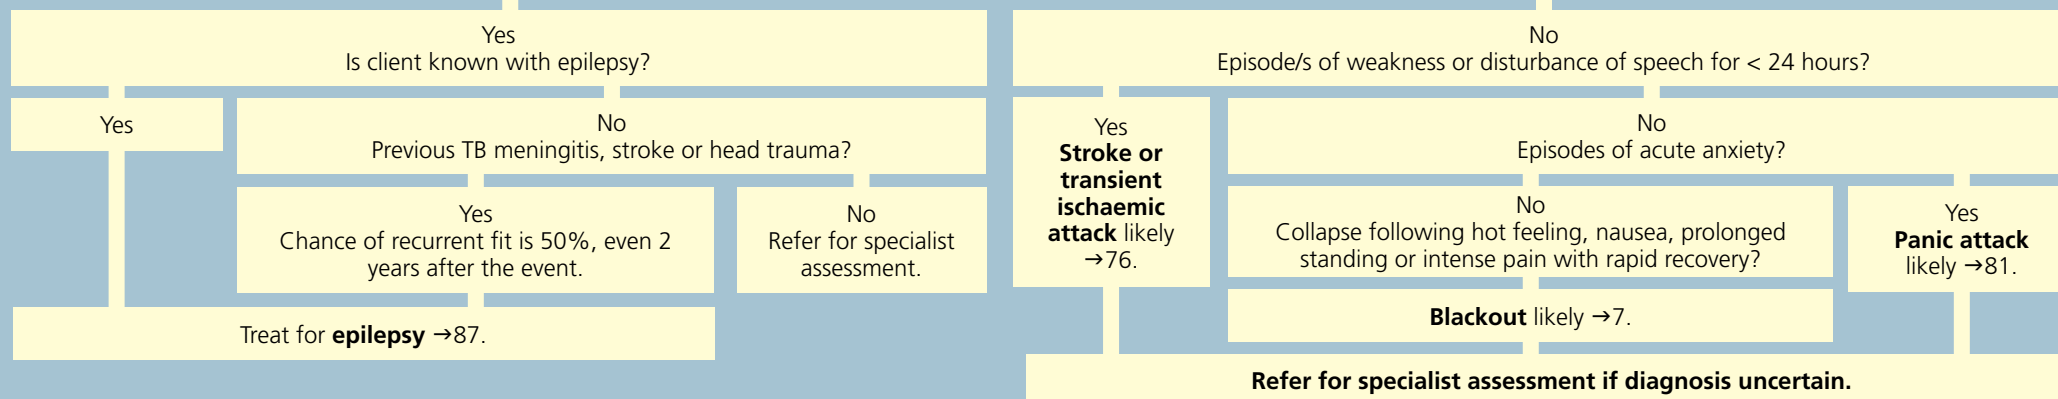 Yes
Is client known with epilepsy?
No
Episode/s of weakness or disturbance of speech for < 24 hours?
Yes
No
Previous TB meningitis, stroke or head trauma?
Yes
Chance of recurrent fit is 50%, even 2
years after the event.
No
Refer for specialist
assessment.
Treat for epilepsy →87.
Yes
Stroke or
transient
ischaemic
attack likely
→76.
No
Episodes of acute anxiety?
No
Collapse following hot feeling, nausea, prolonged
standing or intense pain with rapid recovery?
Yes
Panic attack
likely →81.
Blackout likely →7.
Refer for specialist assessment if diagnosis uncertain.